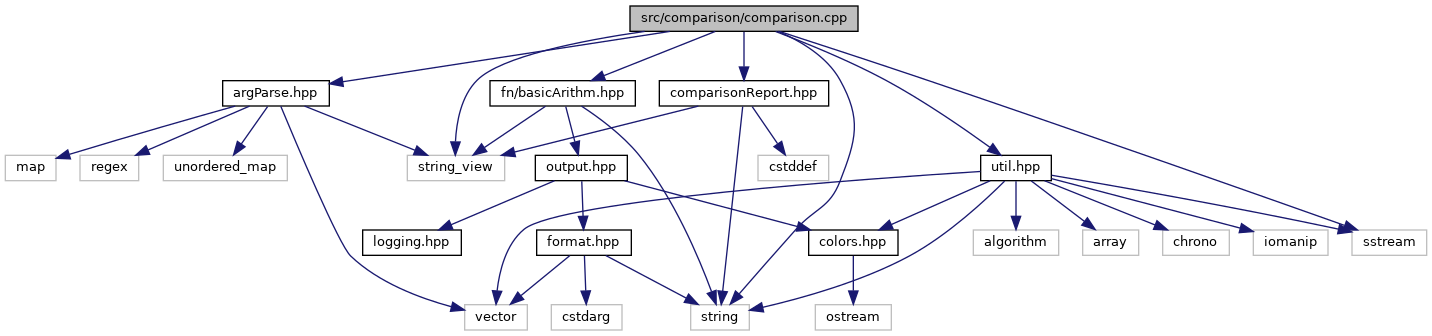 src/comparison/comparison.cpp
argParse.hpp
fn/basicArithm.hpp
comparisonReport.hpp
map
regex
unordered_map
string_view
output.hpp
cstddef
util.hpp
logging.hpp
format.hpp
colors.hpp
algorithm
array
chrono
iomanip
sstream
vector
cstdarg
string
ostream